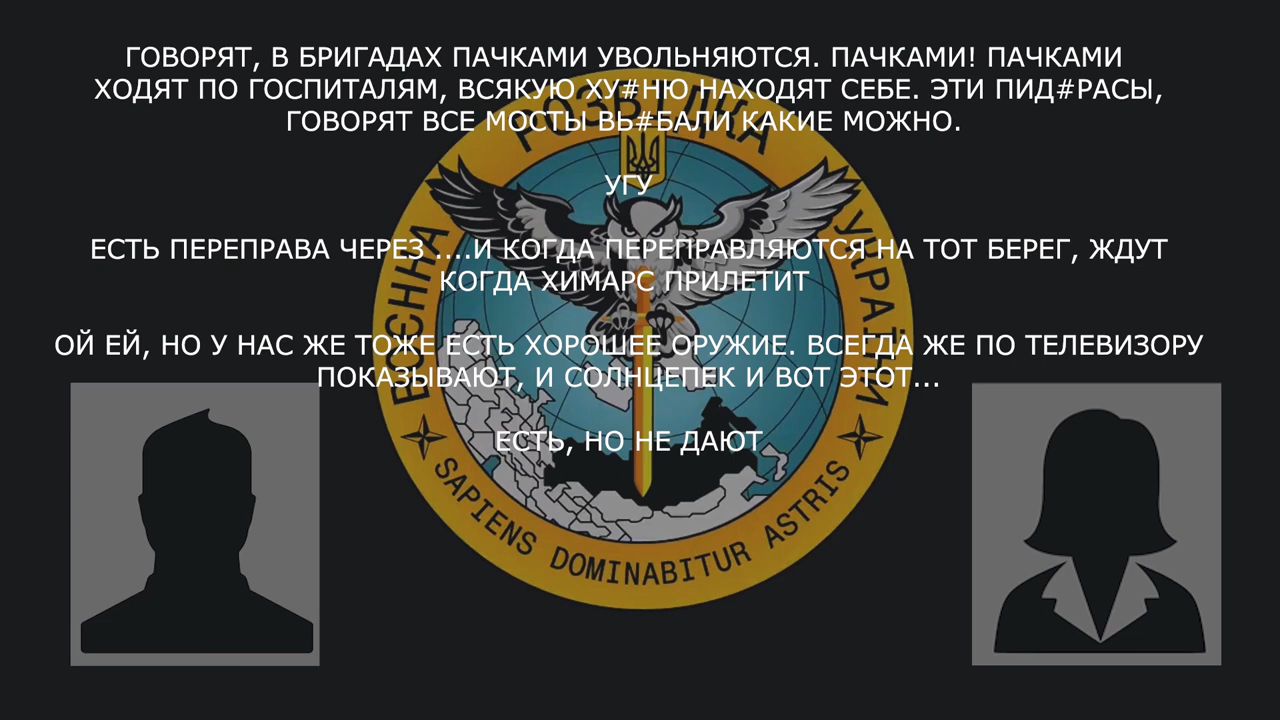 ГОВОРЯТ, В БРИГАДАХ ПАЧКАМИ УВОЛЬНЯЮТСЯ. ПАЧКАМИ! ПАЧКАМИ
ХОДЯТ ПО ГОСПИТАЛЯМ, ВСЯКУЮ ХУ#НЮ НАХОДЯТ СЕБЕ. ЭТИ ПИД#РАСЫ,
ГОВОРЯТ ВСЕ МОСТЫ ВЬ#БАЛИ КАКИЕ МОЖНО.
УГУ
ЕСТЬ ПЕРЕПРАВА ЧЕРЕЗ ....И КОГДА ПЕРЕПРАВЛЯЮТСЯ НА ТОТ БЕРЕГ, ЖДУТ
КОГДА ХИМАРС ПРИЛЕТИТ
ОЙ ЕЙ, НО У НАС ЖЕ ТОЖЕ ЕСТЬ ХОРОШЕЕ ОРУЖИЕ. ВСЕГДА ЖЕ ПО ТЕЛЕВИЗОРУ
ПОКАЗЫВАЮТ, И СОЛНЦЕПЕК И ВОТ ЭТОТ...
ЕСТЬ, НО НЕ ДАЮТ
ВОЄННА РОЗВІДКА УКРАЇНИ
SAPIENS DOMINABITUR ASTRIS